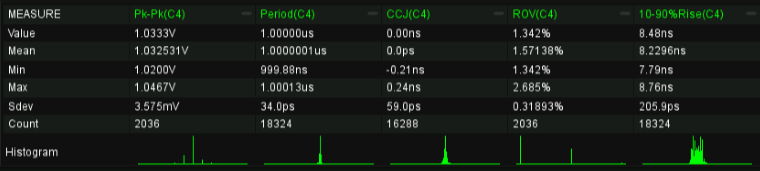 MEASURE Pk-Pk(C4) Period(C4) CCJ(C4) ROV(C4) 10-90%Rise(C4)
Value 1.0333V 1.00000us 0.00ns 1.342% 8.48ns
Mean 1.032531V 1.0000001us 0.0ps 1.57138% 8.2296ns
Min 1.0200V 999.88ns -0.21ns 1.342% 7.79ns
Max 1.0467V 1.00013us 0.24ns 2.685% 8.76ns
Sdev 3.575mV 34.0ps 59.0ps 0.31893% 205.9ps
Count 2036 18324 16288 2036 18324
Histogram